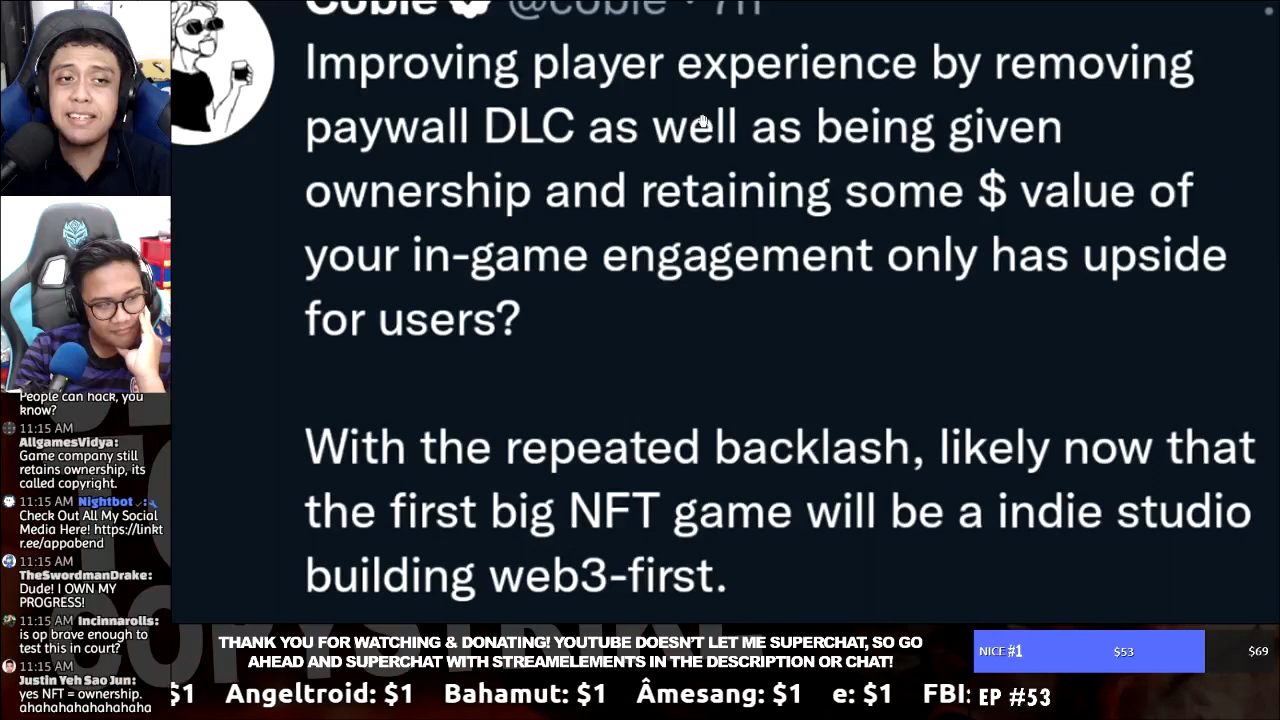 Cobie @cobie · 7h
Improving player experience by removing
paywall DLC as well as being given
ownership and retaining some $ value of
your in-game engagement only has upside
for users?
With the repeated backlash, likely now that
the first big NFT game will be a indie studio
building web3-first.
People can hack, you
know?
11:15 AM
AllgamesVidya:
Game company still
retains ownership, its
called copyright.
11:15 AM Nightbot
Check Out All My Social
Media Here! https://linkt
r.ee/appabend
11:15 AM
TheSwordmanDrake:
Dude! I OWN MY
PROGRESS!
11:15 AM Incinnarolls:
is op brave enough to
test this in court?
11:15 AM
Justin Yeh Sao Jun:
yes NFT = ownership.
ahahahahahahahaha
THANK YOU FOR WATCHING & DONATING! YOUTUBE DOESN'T LET ME SUPERCHAT, SO GO
AHEAD AND SUPERCHAT WITH STREAMELEMENTS IN THE DESCRIPTION OR CHAT!
NICE #1 $53 $69
$1 Angeltroid: $1 Bahamut: $1 Âmesang: $1 e: $1 FBI:
EP #53